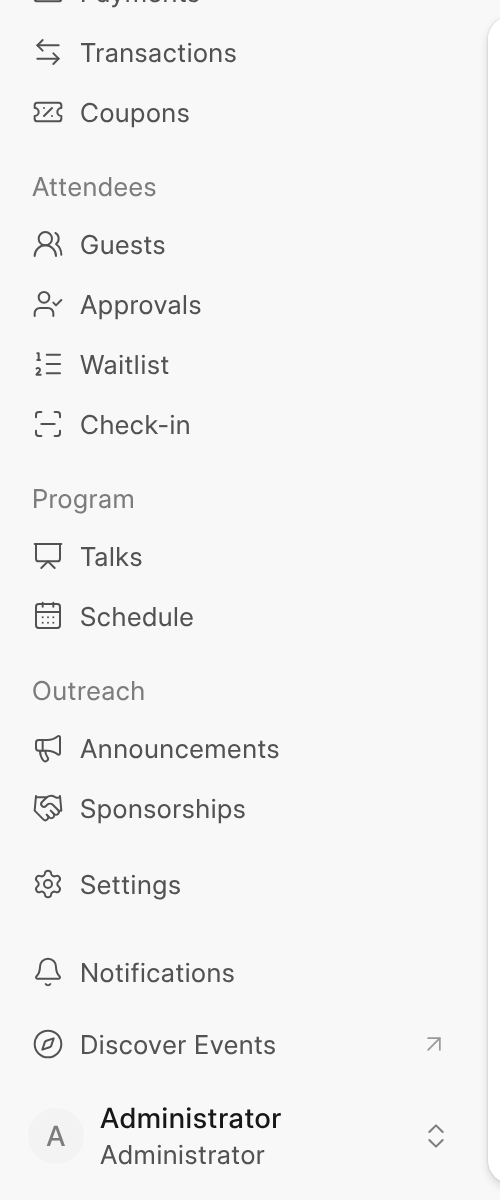 Payments
Transactions
Coupons
Attendees
Guests
Approvals
Waitlist
Check-in
Program
Talks
Schedule
Outreach
Announcements
Sponsorships
Settings
Notifications
Discover Events
A
Administrator
Administrator